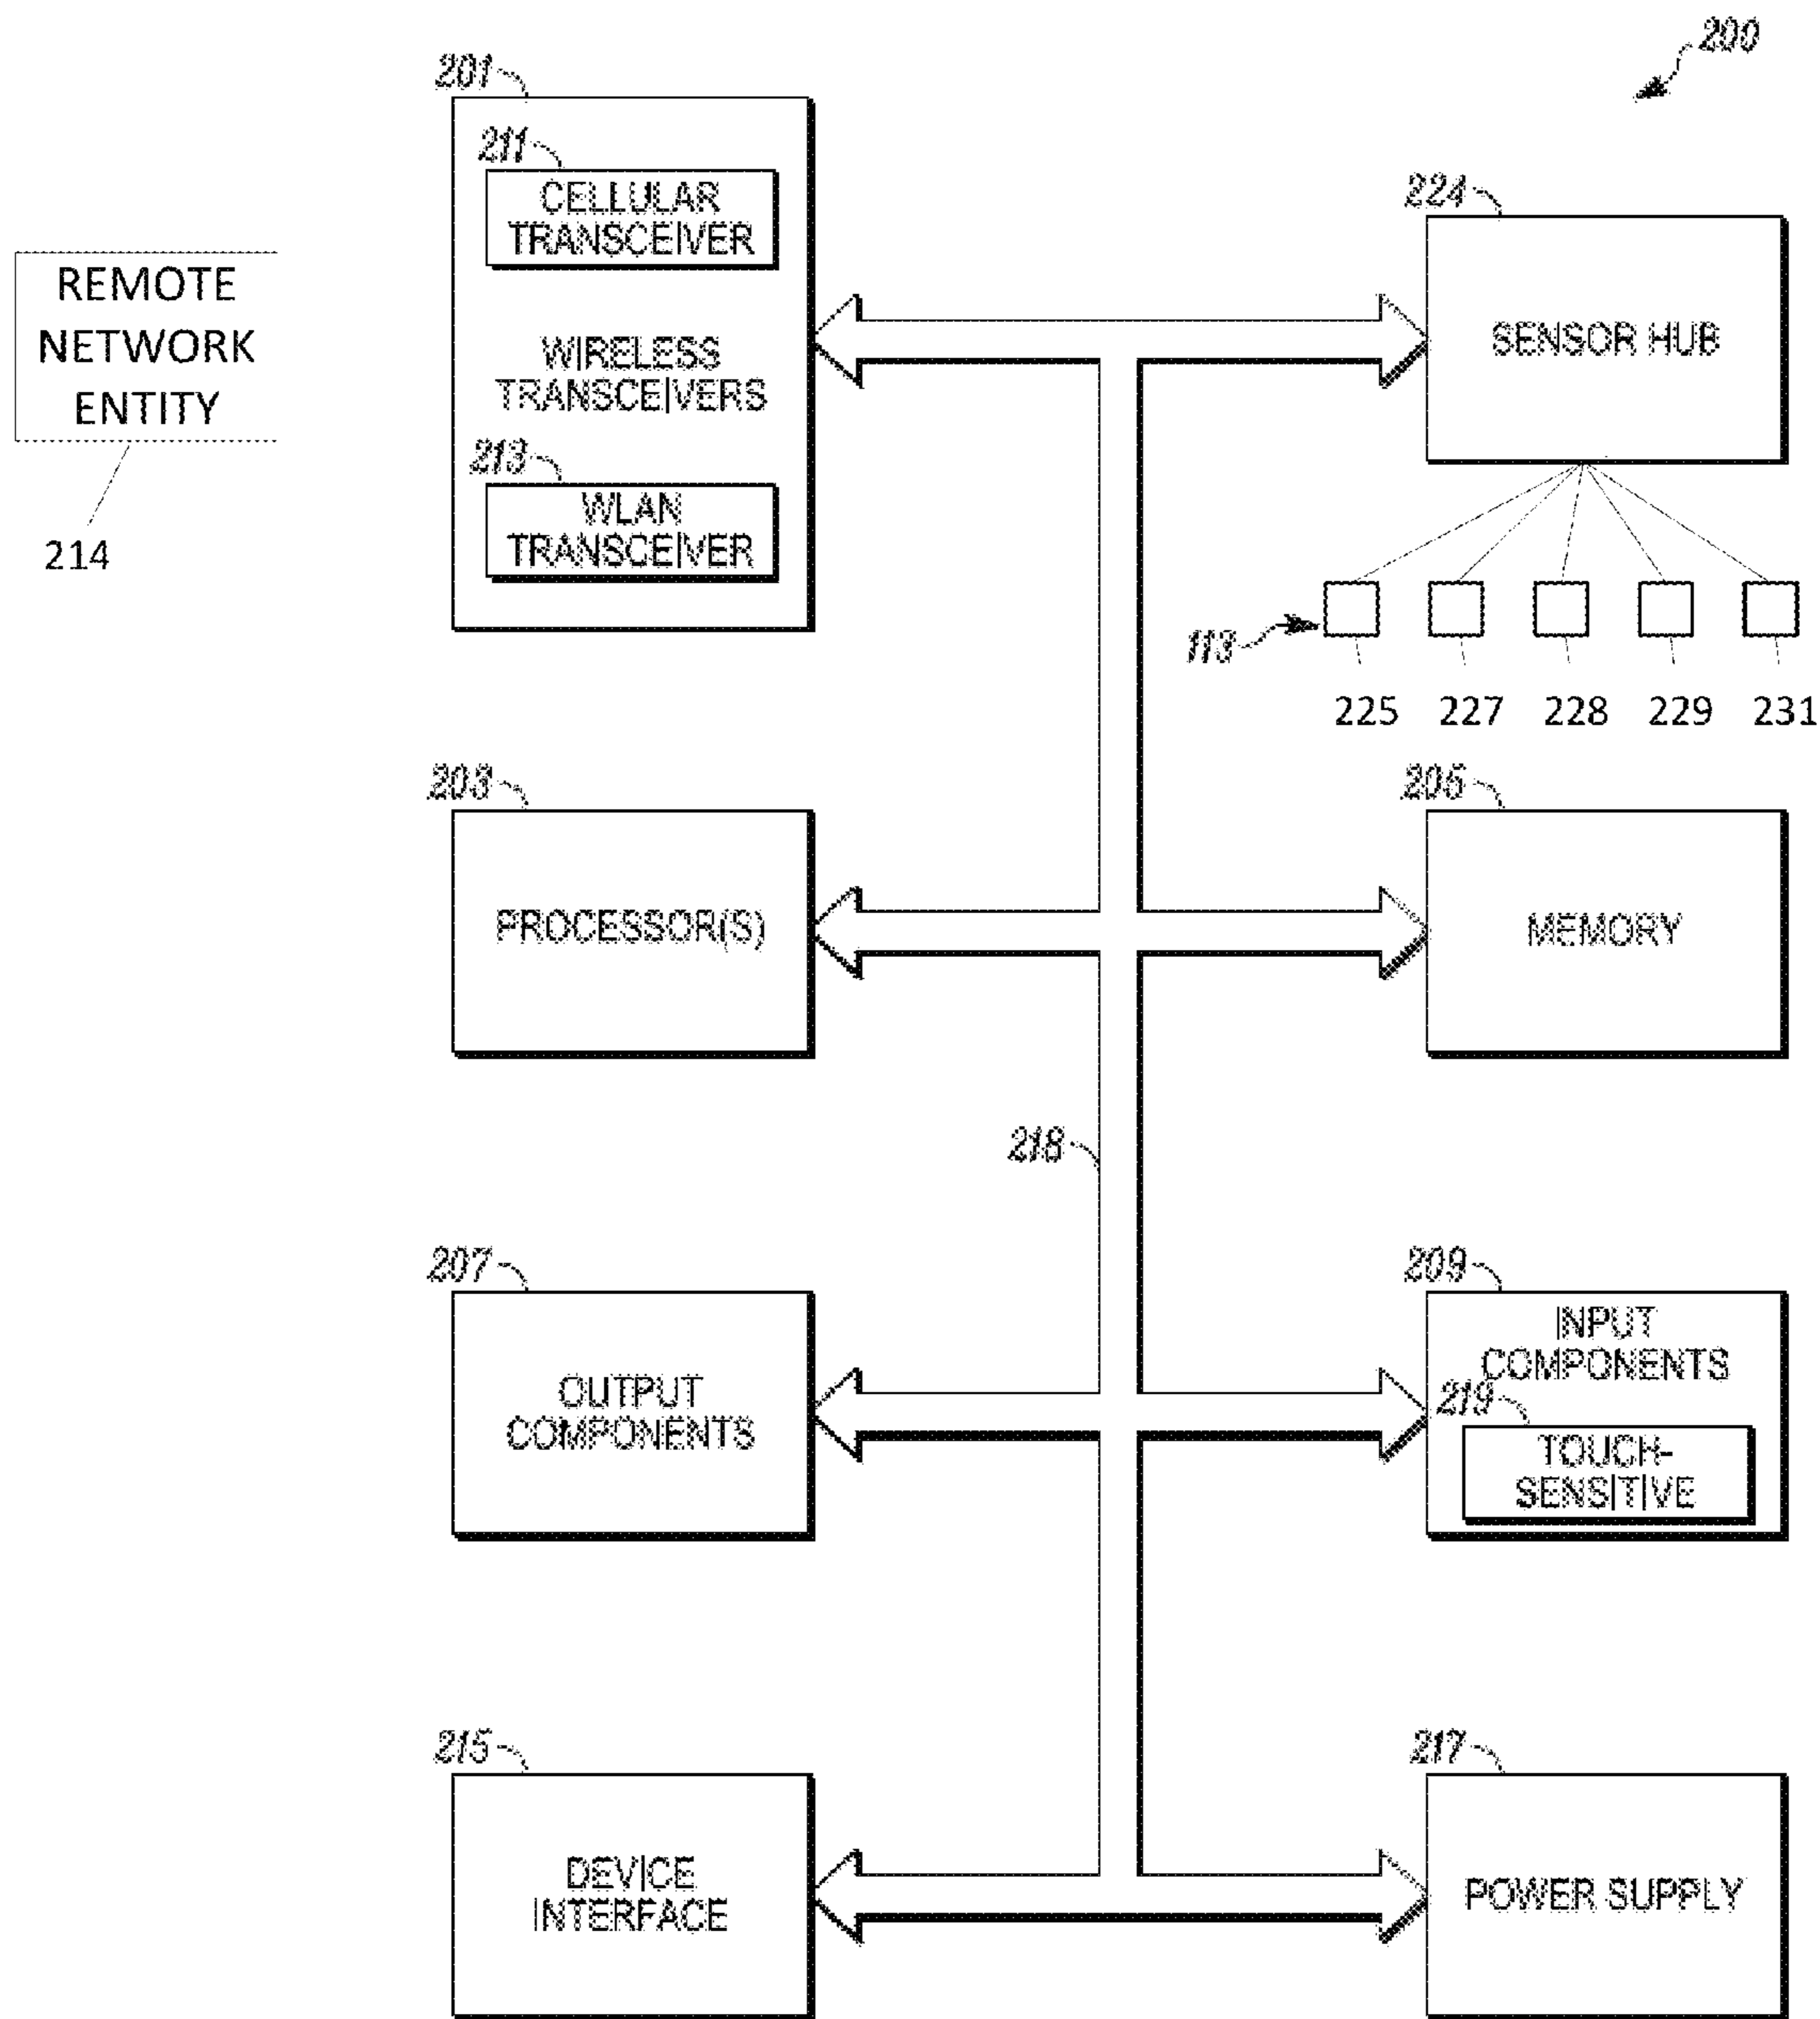 200
201
211
CELLULAR
TRANSCEIVER
WIRELESS
TRANSCEIVERS
213
WLAN
TRANSCEIVER
REMOTE
NETWORK
ENTITY
214
224
SENSOR HUB
113
225 227 228 229 231
203
PROCESSOR(S)
205
MEMORY
218
207
OUTPUT
COMPONENTS
209
INPUT
COMPONENTS
219
TOUCH-
SENSITIVE
215
DEVICE
INTERFACE
217
POWER SUPPLY